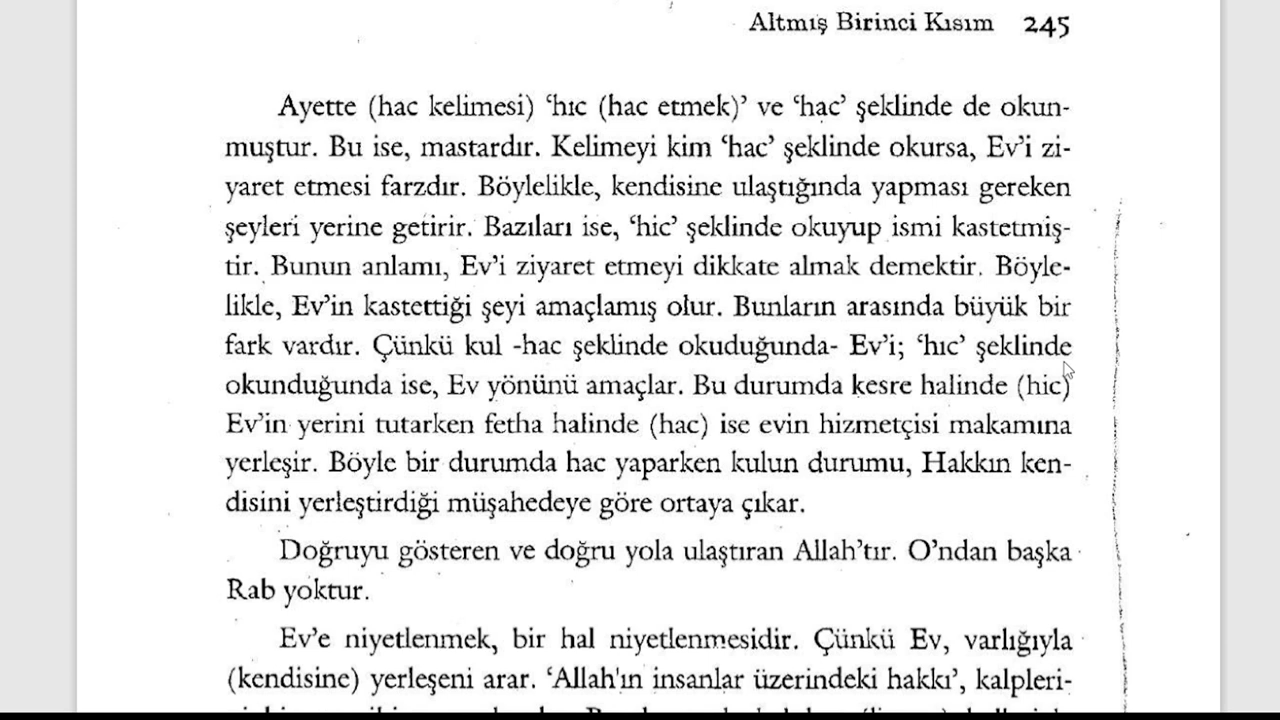 Altmış Birinci Kısım 245
Ayette (hac kelimesi) ‘hıc (hac etmek)’ ve ‘hac’ şeklinde de okun-
muştur. Bu ise, mastardır. Kelimeyi kim ‘hac’ şeklinde okursa, Ev’i zi-
yaret etmesi farzdır. Böylelikle, kendisine ulaştığında yapması gereken
şeyleri yerine getirir. Bazıları ise, ‘hic’ şeklinde okuyup ismi kastetmiş-
tir. Bunun anlamı, Ev’i ziyaret etmeyi dikkate almak demektir. Böyle-
likle, Ev’in kastettiği şeyi amaçlamış olur. Bunların arasında büyük bir
fark vardır. Çünkü kul -hac şeklinde okuduğunda- Ev’i; ‘hıc’ şeklinde
okunduğunda ise, Ev yönünü amaçlar. Bu durumda kesre halinde (hic)
Ev’in yerini tutarken fetha halinde (hac) ise evin hizmetçisi makamına
yerleşir. Böyle bir durumda hac yaparken kulun durumu, Hakkın ken-
disini yerleştirdiği müşahedeye göre ortaya çıkar.
Doğruyu gösteren ve doğru yola ulaştıran Allah’tır. O’ndan başka
Rab yoktur.
Ev’e niyetlenmek, bir hal niyetlenmesidir. Çünkü Ev, varlığıyla
(kendisine) yerleşeni arar. ‘Allah'ın insanlar üzerindeki hakkı’, kalpleri-